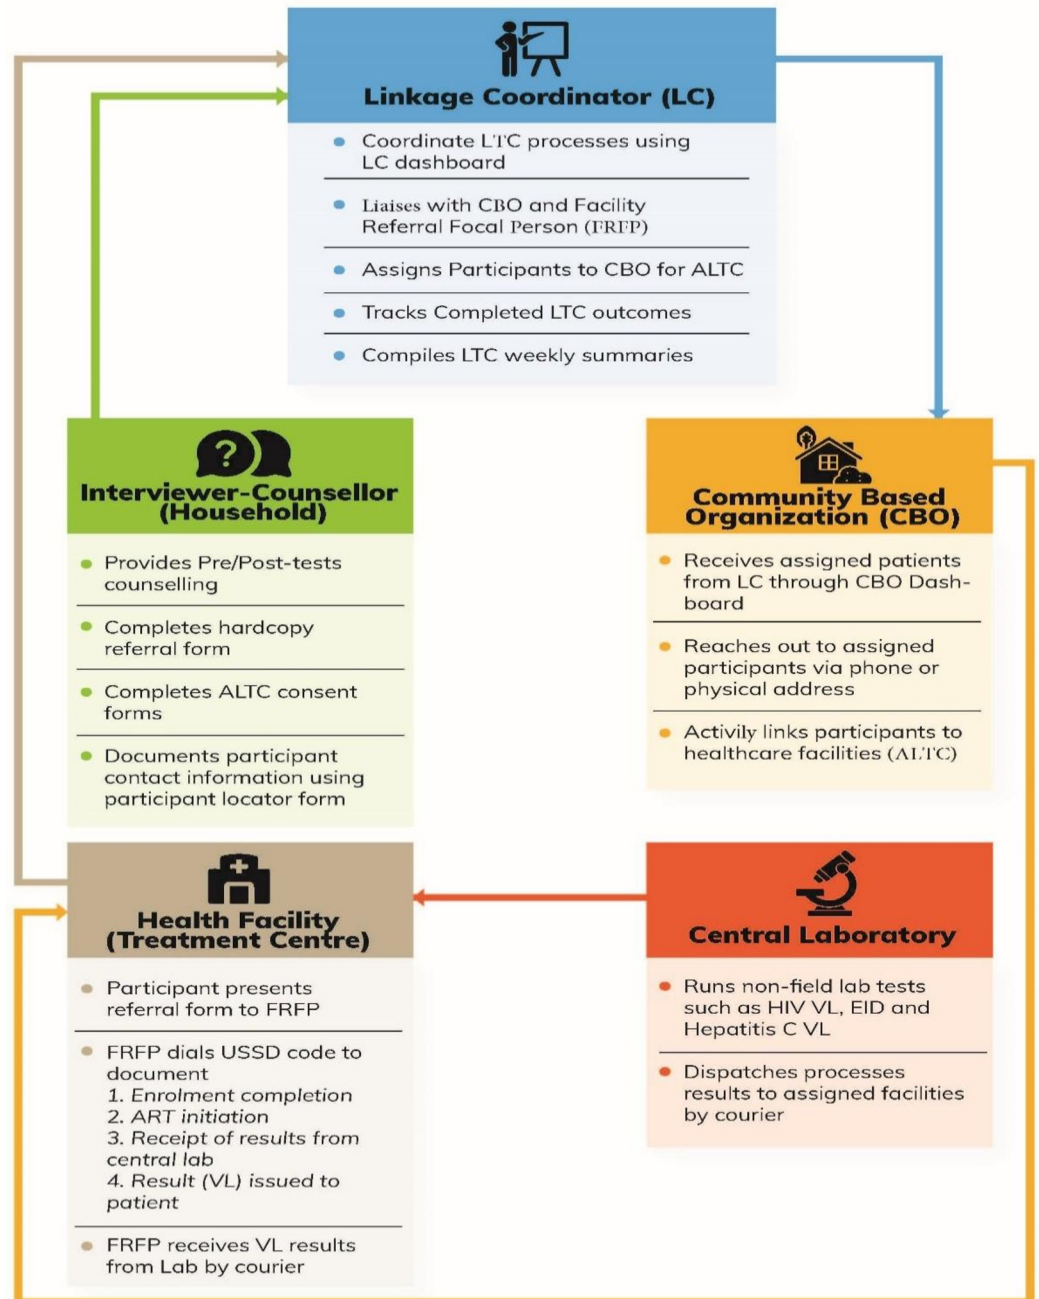 Linkage Coordinator (LC)
Coordinate LTC processes using
LC dashboard
Liaises with CBO and Facility
Referral Focal Person (FRFP)
Assigns Participants to CBO for ALTC
Tracks Completed LTC outcomes
Compiles LTC weekly summaries
?
Interviewer-Counsellor
(Household)
Provides Pre/Post-tests
counselling
Completes hardcopy
referral form
Completes ALTC consent
forms
Documents participant
contact information using
participant locator form
Community Based
Organization (CBO)
Receives assigned patients
from LC through CBO Dash-
board
Reaches out to assigned
participants via phone or
physical address
Activily links participants to
healthcare facilities (ALTC)
Health Facility
(Treatment Centre)
Participant presents
referral form to FRFP
FRFP dials USSD code to
document
1. Enrolment completion
2. ART initiation
3. Receipt of results from
central lab
4. Result (VL) issued to
patient
FRFP receives VL results
from Lab by courier
Central Laboratory
Runs non-field lab tests
such as HIV VL, EID and
Hepatitis C VL
Dispatches processes
results to assigned facilities
by courier